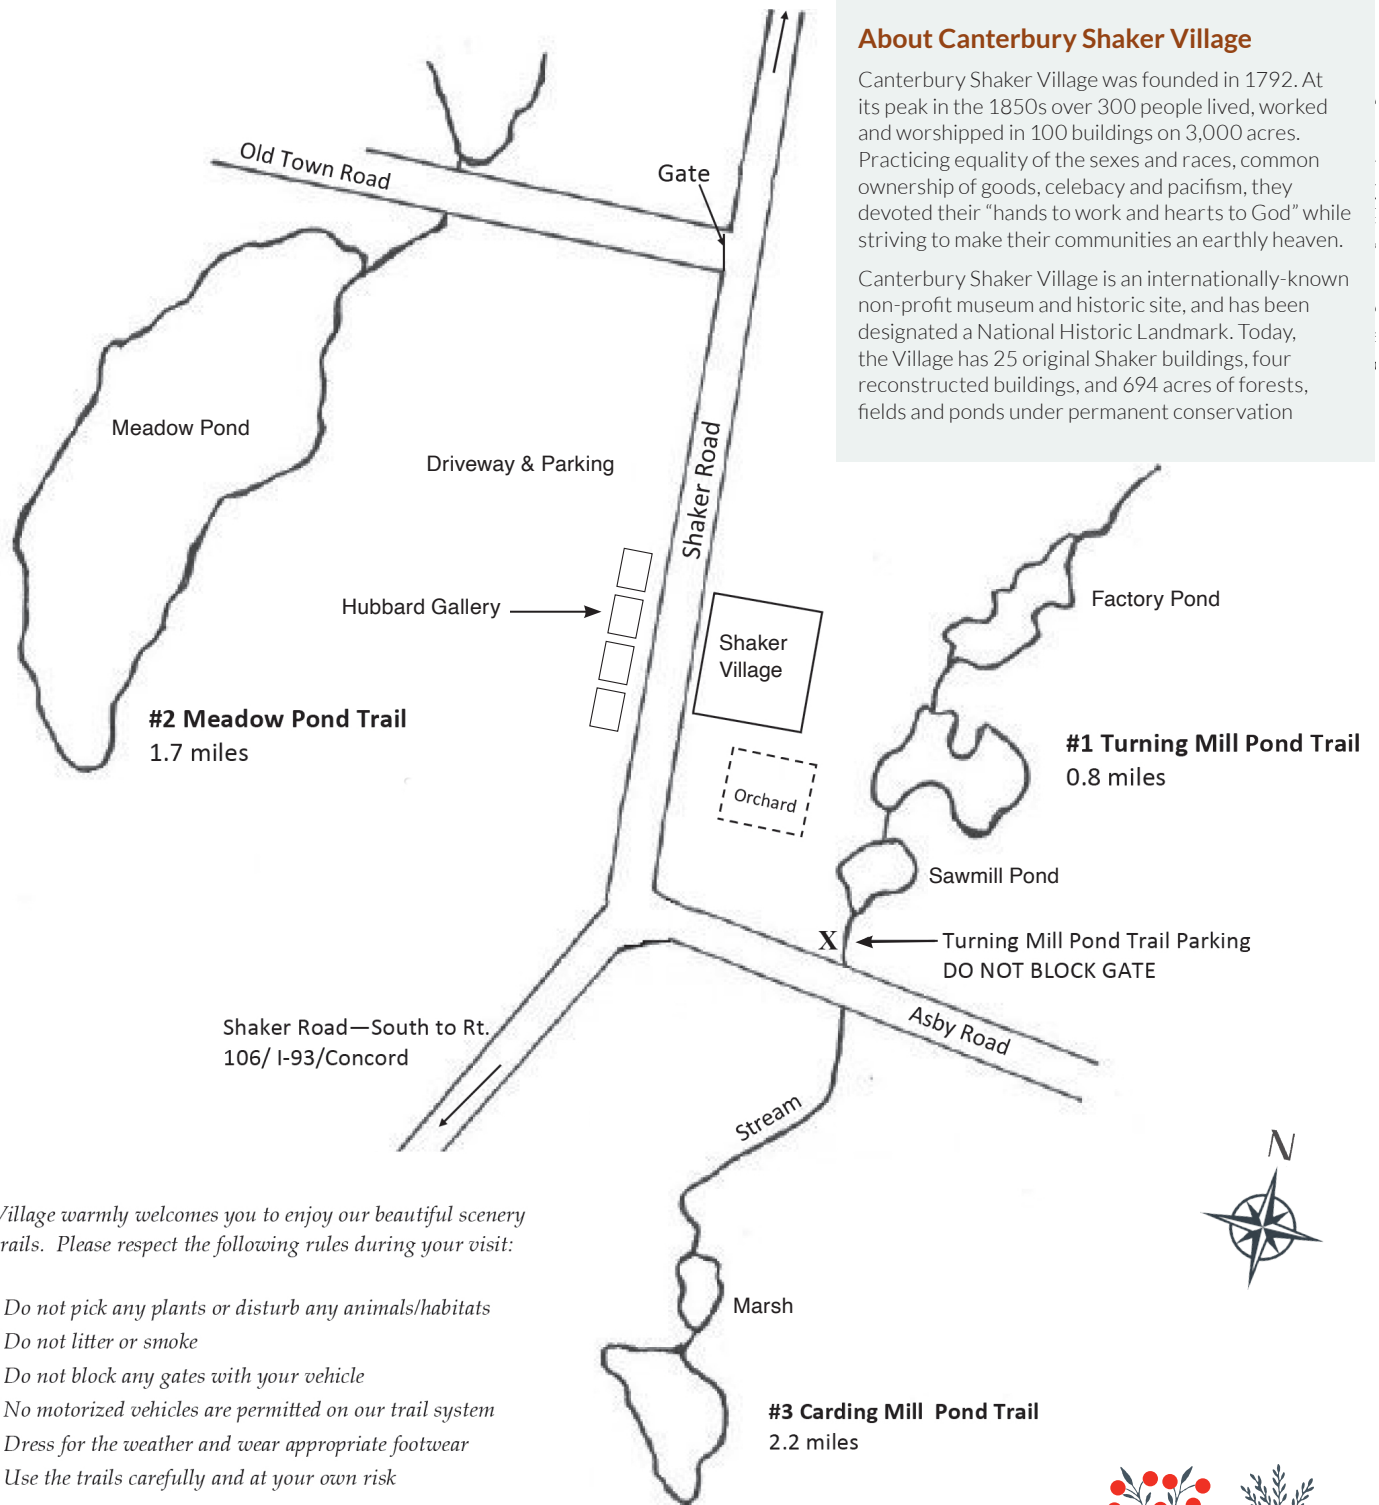 About Canterbury Shaker Village
Canterbury Shaker Village was founded in 1792. At
its peak in the 1850s over 300 people lived, worked
and worshipped in 100 buildings on 3,000 acres.
Practicing equality of the sexes and races, common
ownership of goods, celebacy and pacifism, they
devoted their “hands to work and hearts to God” while
striving to make their communities an earthly heaven.
Canterbury Shaker Village is an internationally-known
non-profit museum and historic site, and has been
designated a National Historic Landmark. Today,
the Village has 25 original Shaker buildings, four
reconstructed buildings, and 694 acres of forests,
fields and ponds under permanent conservation
Old Town Road
Gate
Meadow Pond
Driveway & Parking
Shaker Road
Hubbard Gallery
Shaker
Village
Factory Pond
#2 Meadow Pond Trail
1.7 miles
#1 Turning Mill Pond Trail
0.8 miles
Orchard
Sawmill Pond
X
Turning Mill Pond Trail Parking
DO NOT BLOCK GATE
Asby Road
Shaker Road—South to Rt.
106/ I-93/Concord
Stream
N
Village warmly welcomes you to enjoy our beautiful scenery
rails. Please respect the following rules during your visit:
Do not pick any plants or disturb any animals/habitats
Do not litter or smoke
Do not block any gates with your vehicle
No motorized vehicles are permitted on our trail system
Dress for the weather and wear appropriate footwear
Use the trails carefully and at your own risk
Marsh
#3 Carding Mill Pond Trail
2.2 miles